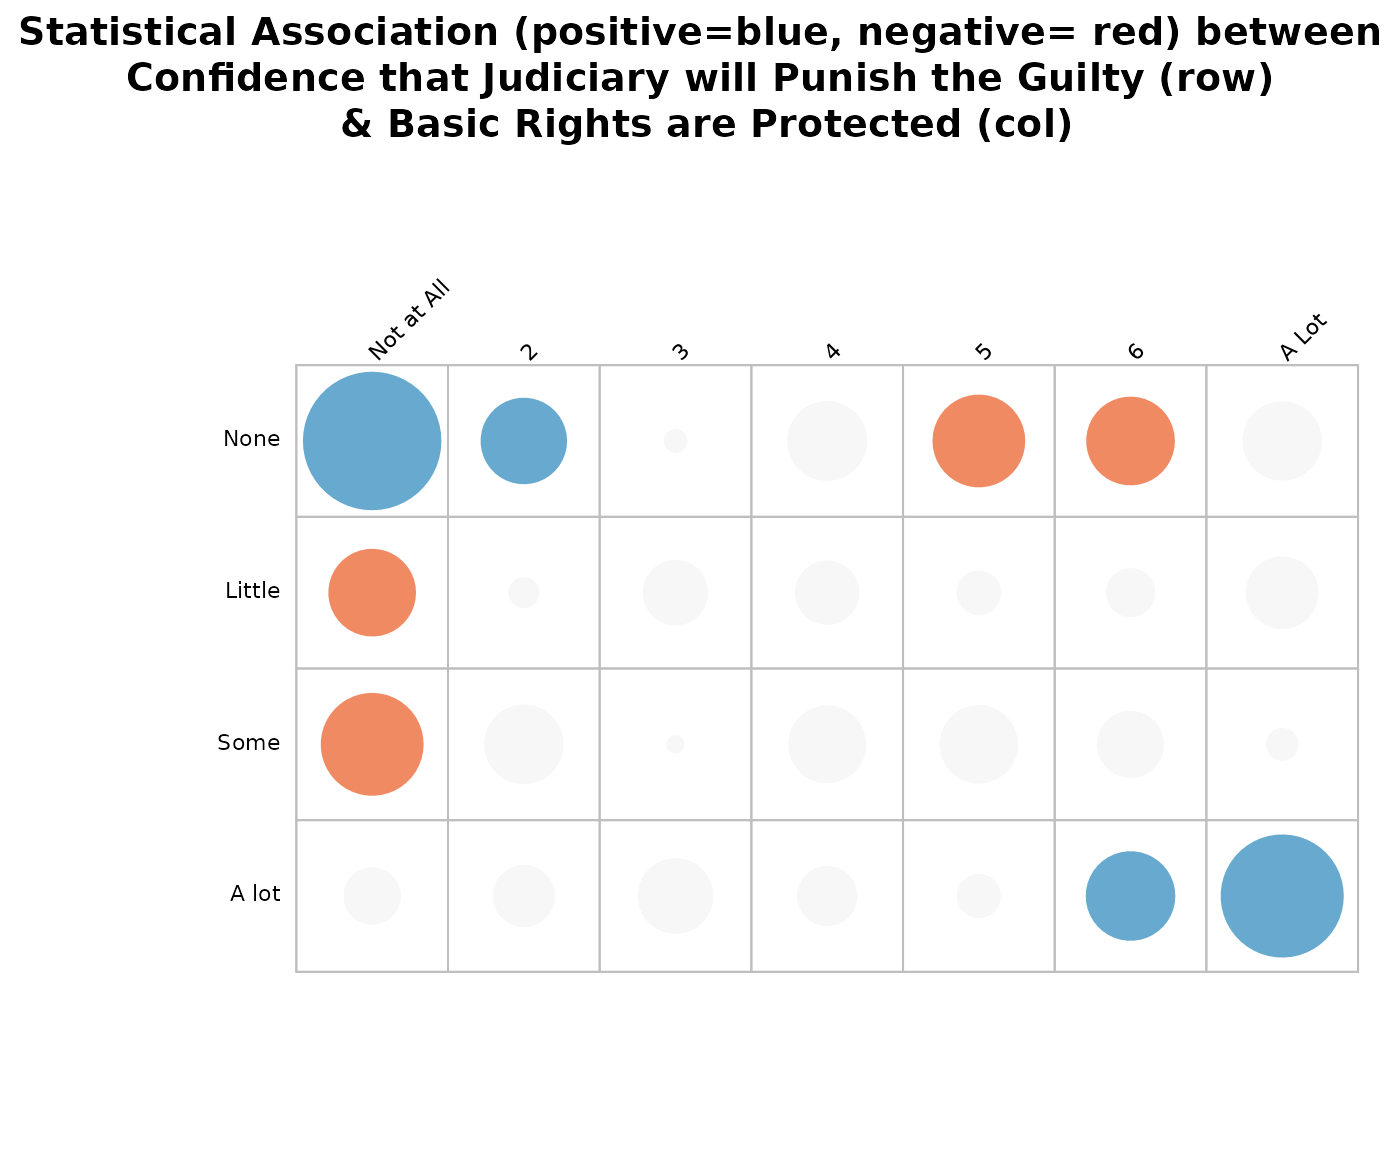 Statistical Association (positive=blue, negative= red) between
Confidence that Judiciary will Punish the Guilty (row)
& Basic Rights are Protected (col)
Not at All
2
3
4
5
6
A Lot
None
Little
Some
A lot